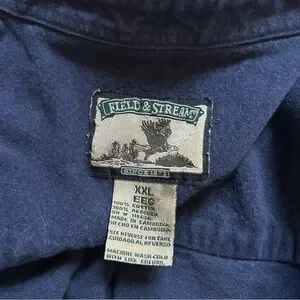 FIELD & STREAM
SINCE 1871
XXL
EEG
100% COTTON
100% ALGODON
MADE IN CAMBODIA
HECHO EN CAMBODIA
SEE REVERSE FOR CARE
CUIDADO AL REVERSO
MACHINE WASH COLD
WITH LIKE COLORS.